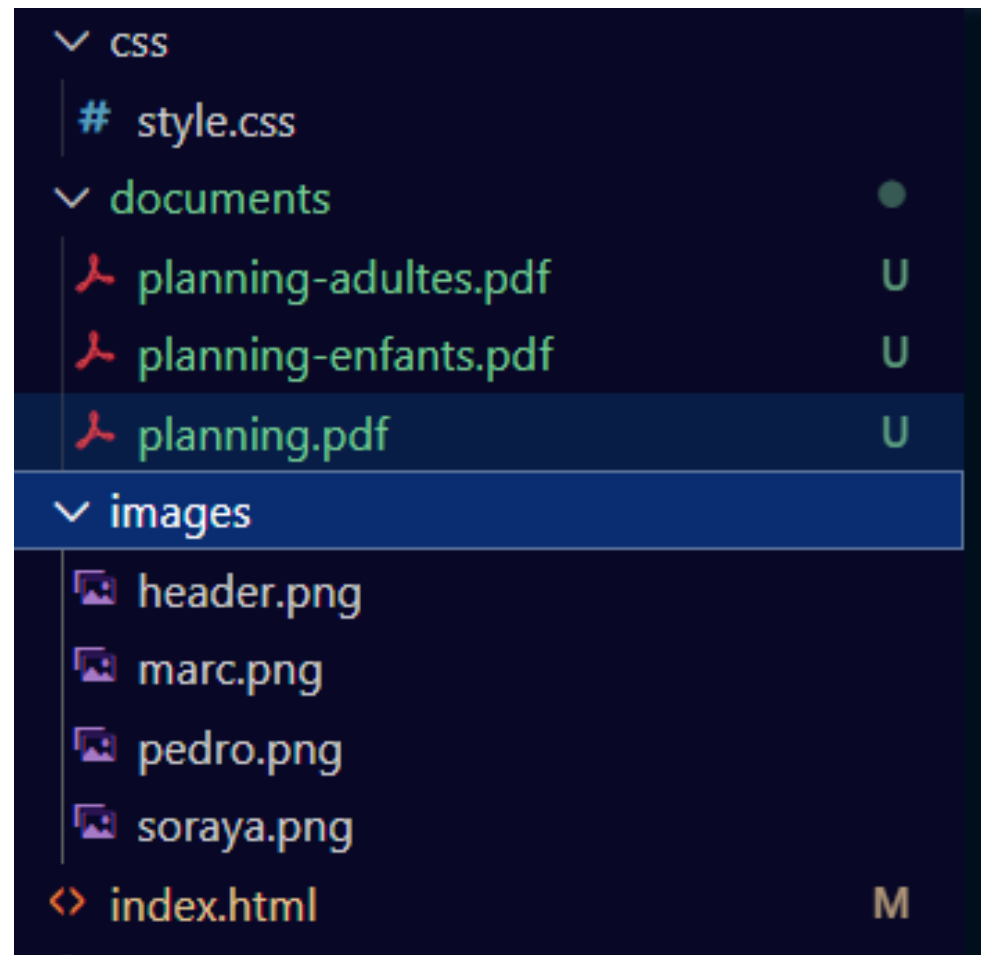 css
# style.css
documents
planning-adultes.pdf U
planning-enfants.pdf U
planning.pdf U
images
header.png
marc.png
pedro.png
soraya.png
<> index.html M